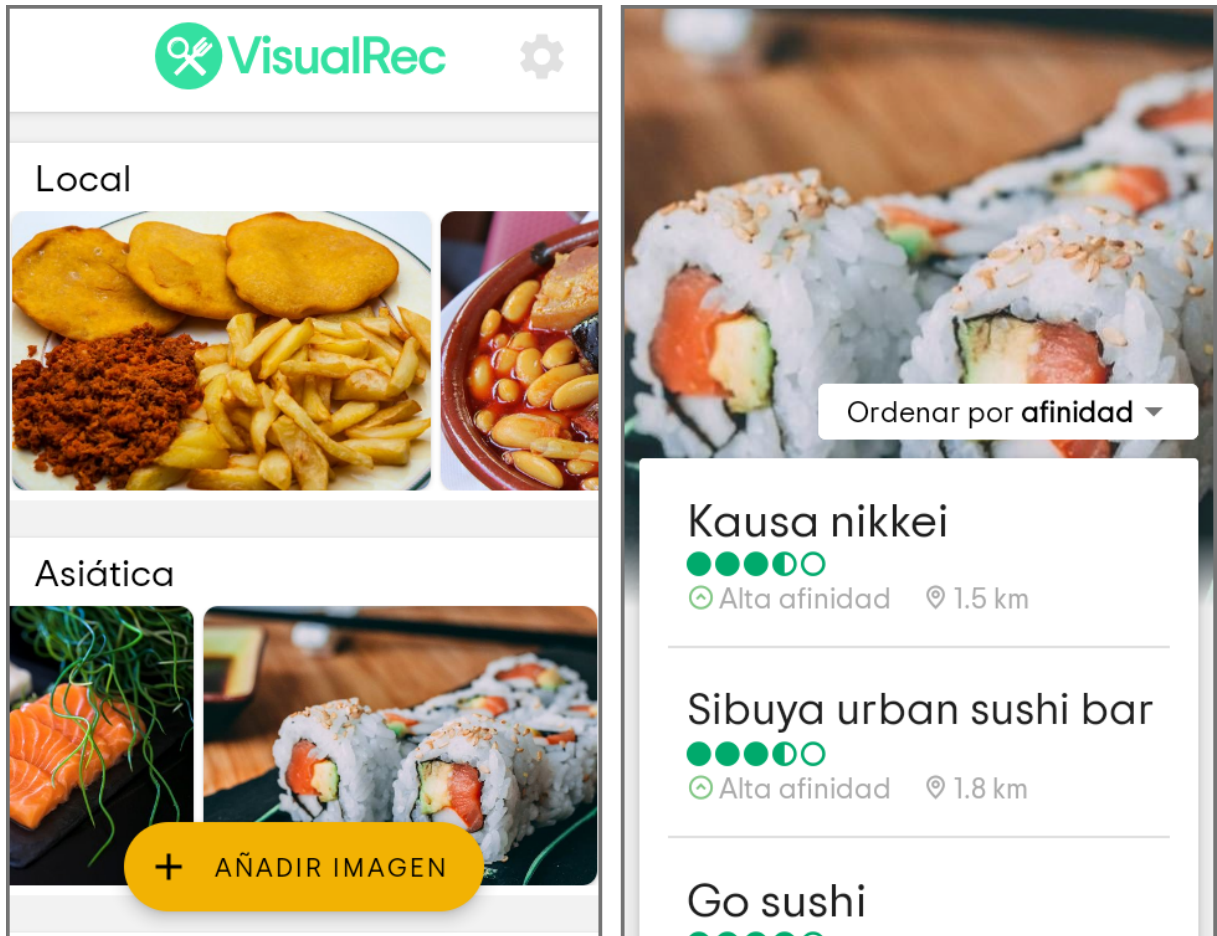 VisualRec
Local
Asiática
+ AÑADIR IMAGEN
Ordenar por afinidad
Kausa nikkei
Alta afinidad 1.5 km
Sibuya urban sushi bar
Alta afinidad 1.8 km
Go sushi